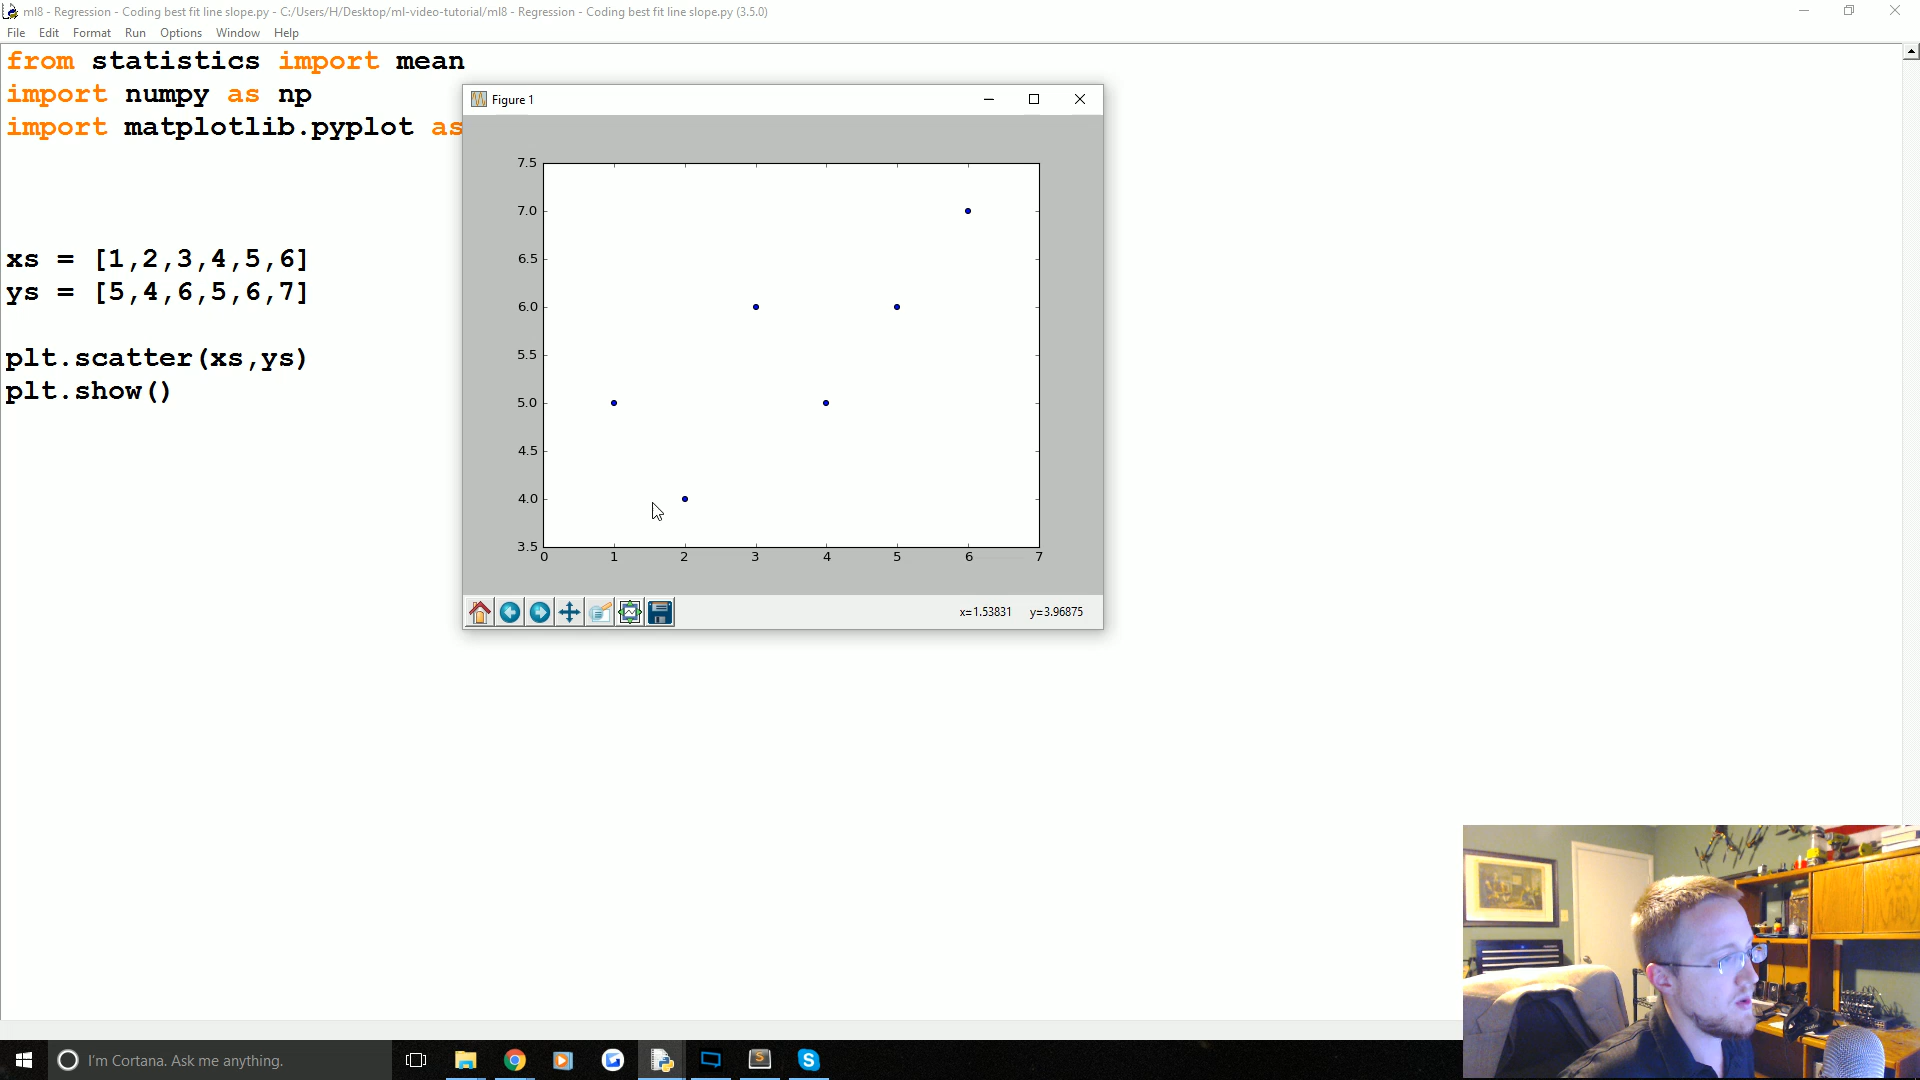 ml8 - Regression - Coding best fit line slope.py - C:/Users/H/Desktop/ml-video-tutorial/ml8 - Regression - Coding best fit line slope.py (3.5.0)
File Edit Format Run Options Window Help
from statistics import mean
import numpy as np
import matplotlib.pyplot as
xs = [1,2,3,4,5,6]
ys = [5,4,6,5,6,7]
plt.scatter(xs,ys)
plt.show()
Figure 1
7.5
7.0
6.5
6.0
5.5
5.0
4.5
4.0
3.5
0 1 2 3 4 5 6 7
x=1.53831 y=3.96875
I'm Cortana. Ask me anything.